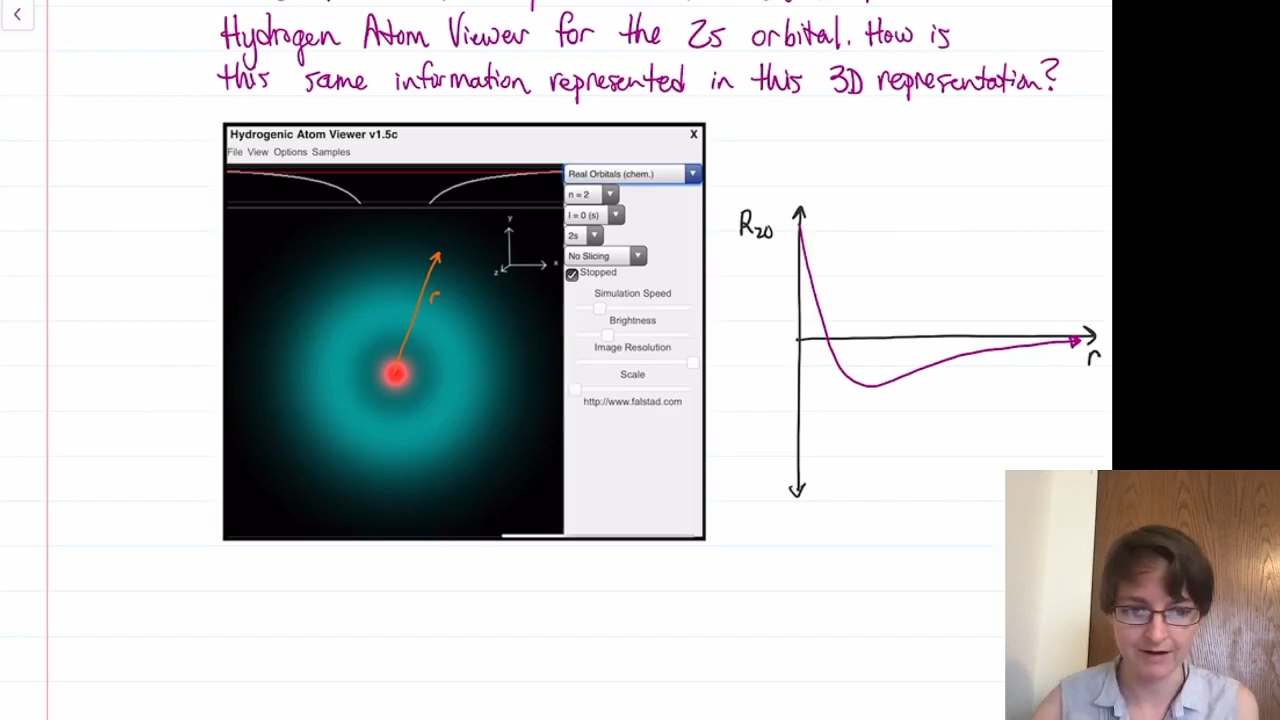 Hydrogen Atom Viewer for the 2s orbital. How is
this same information represented in this 3D representation?
Hydrogenic Atom Viewer v1.5c X
File View Options Samples
Real Orbitals (chem.)
n = 2
l = 0 (s)
2s
No Slicing
Stopped
Simulation Speed
Brightness
Image Resolution
Scale
http://www.falstad.com
y
x
z
r
R20
r